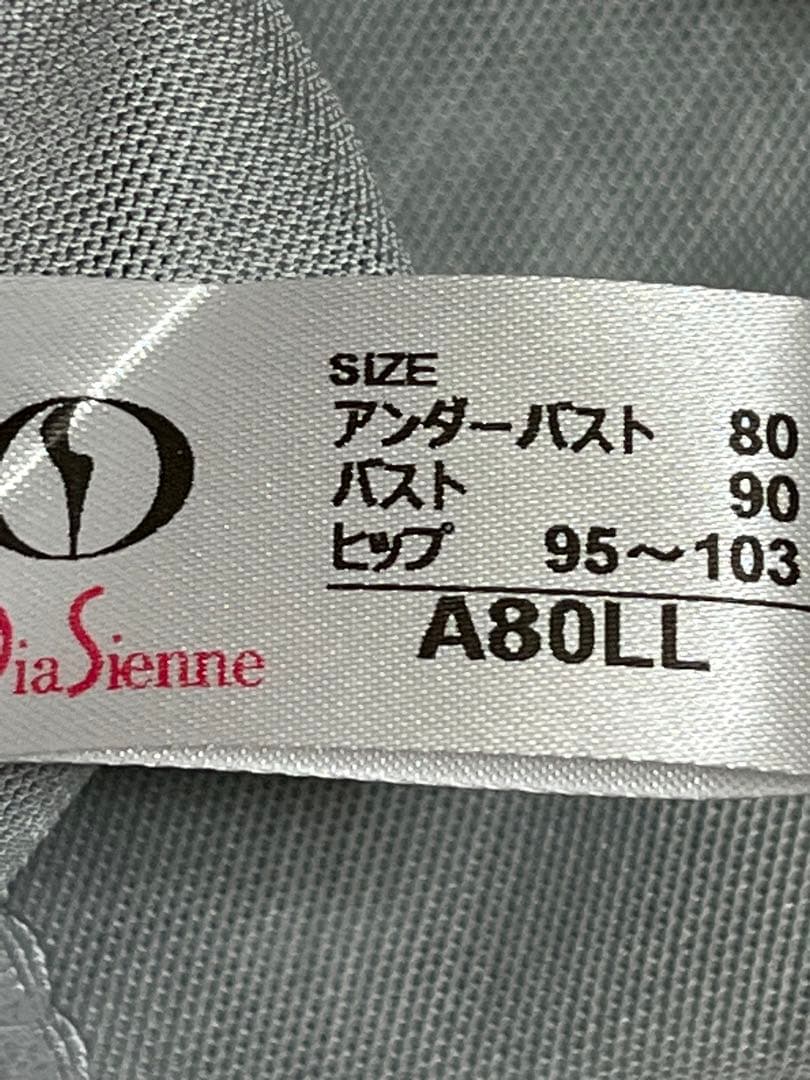 SIZE
アンダーバスト 80
バスト 90
ヒップ 95～103
A80LL
DiaSienne